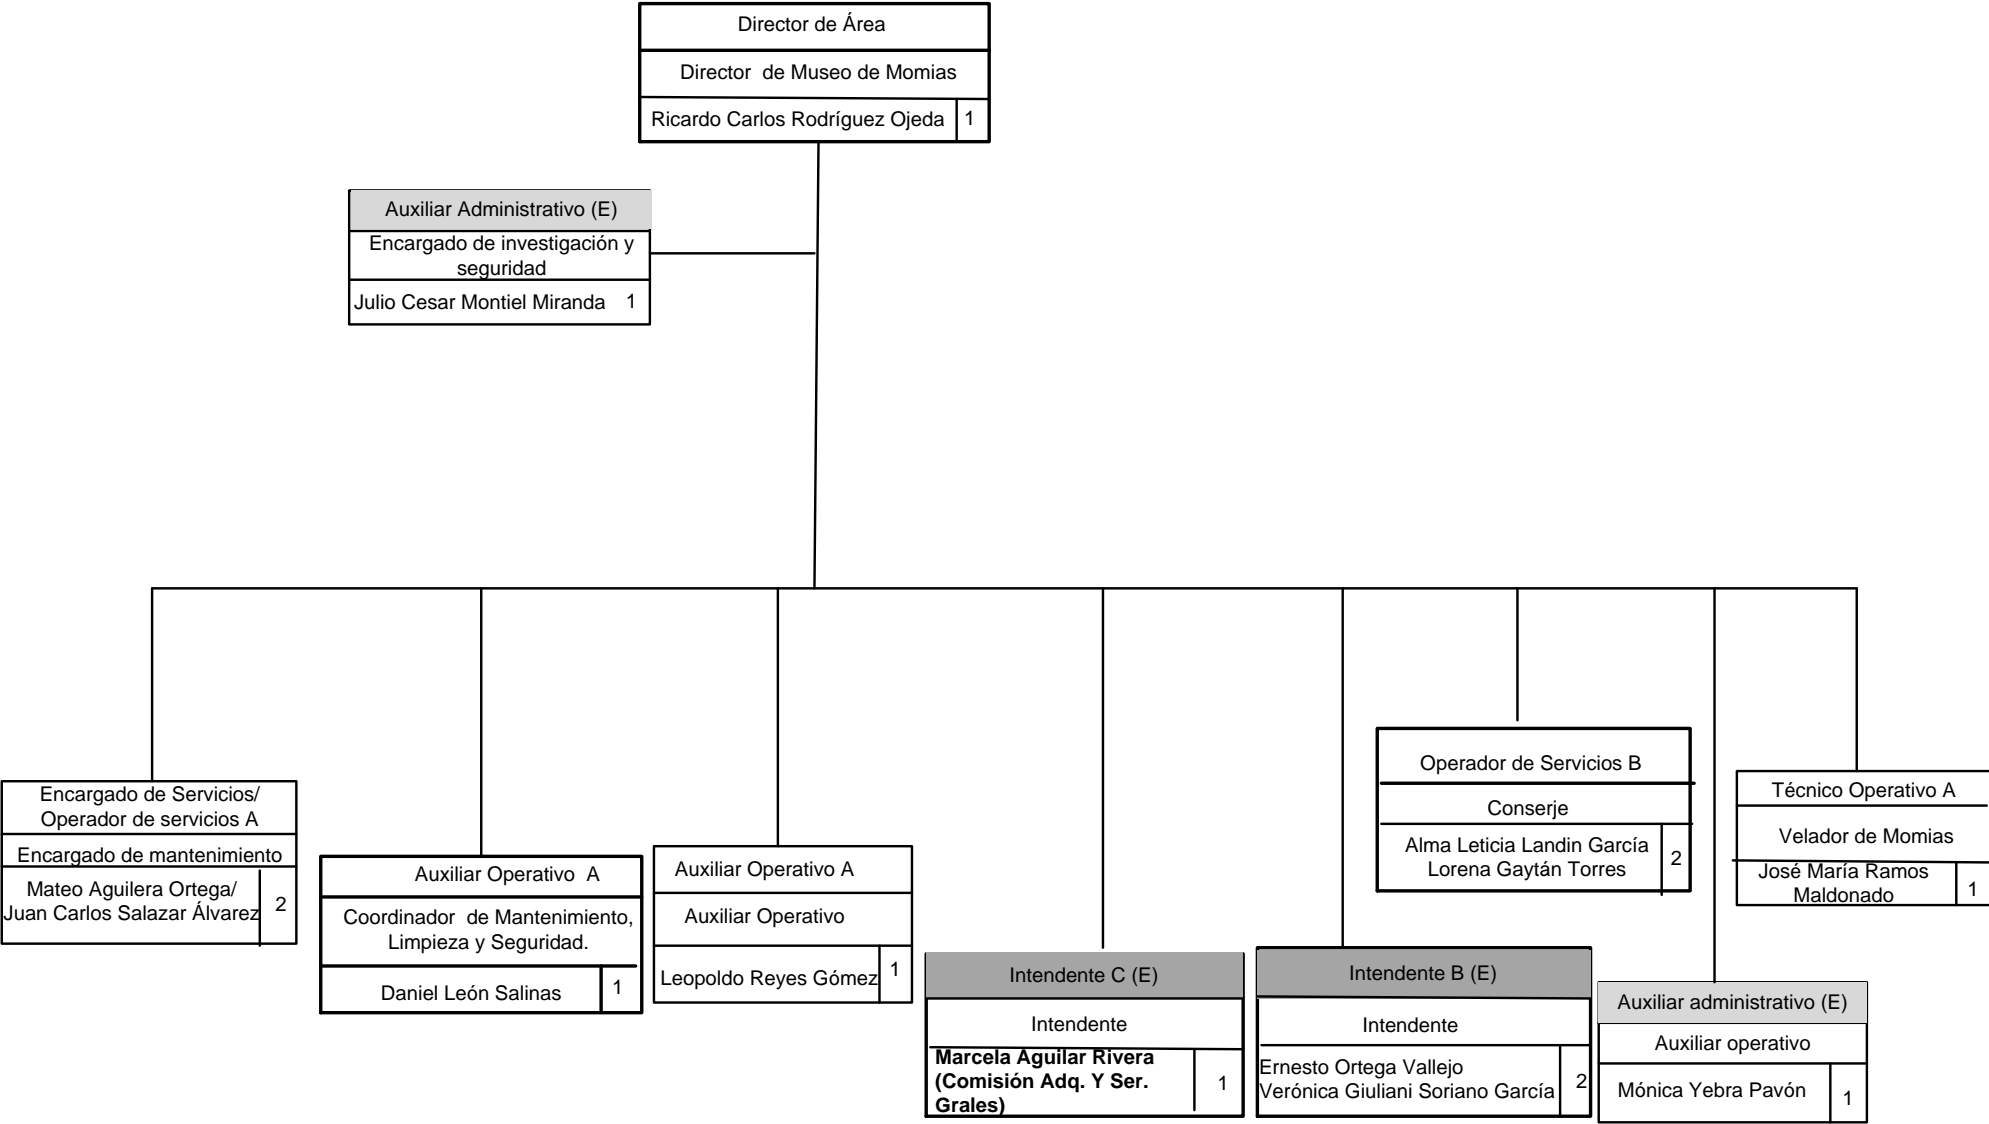 Director de Área
Director de Museo de Momias
Ricardo Carlos Rodríguez Ojeda 1
Auxiliar Administrativo (E)
Encargado de investigación y
seguridad
Julio Cesar Montiel Miranda 1
Encargado de Servicios/
Operador de servicios A
Encargado de mantenimiento
Mateo Aguilera Ortega/
Juan Carlos Salazar Álvarez 2
Auxiliar Operativo A
Coordinador de Mantenimiento,
Limpieza y Seguridad.
Daniel León Salinas 1
Auxiliar Operativo A
Auxiliar Operativo
Leopoldo Reyes Gómez 1
Intendente C (E)
Intendente
Marcela Aguilar Rivera
(Comisión Adq. Y Ser.
Grales)
1
Intendente B (E)
Intendente
Ernesto Ortega Vallejo
Verónica Giuliani Soriano García 2
Operador de Servicios B
Conserje
Alma Leticia Landin García
Lorena Gaytán Torres
2
Auxiliar administrativo (E)
Auxiliar operativo
Mónica Yebra Pavón 1
Técnico Operativo A
Velador de Momias
José María Ramos
Maldonado
1